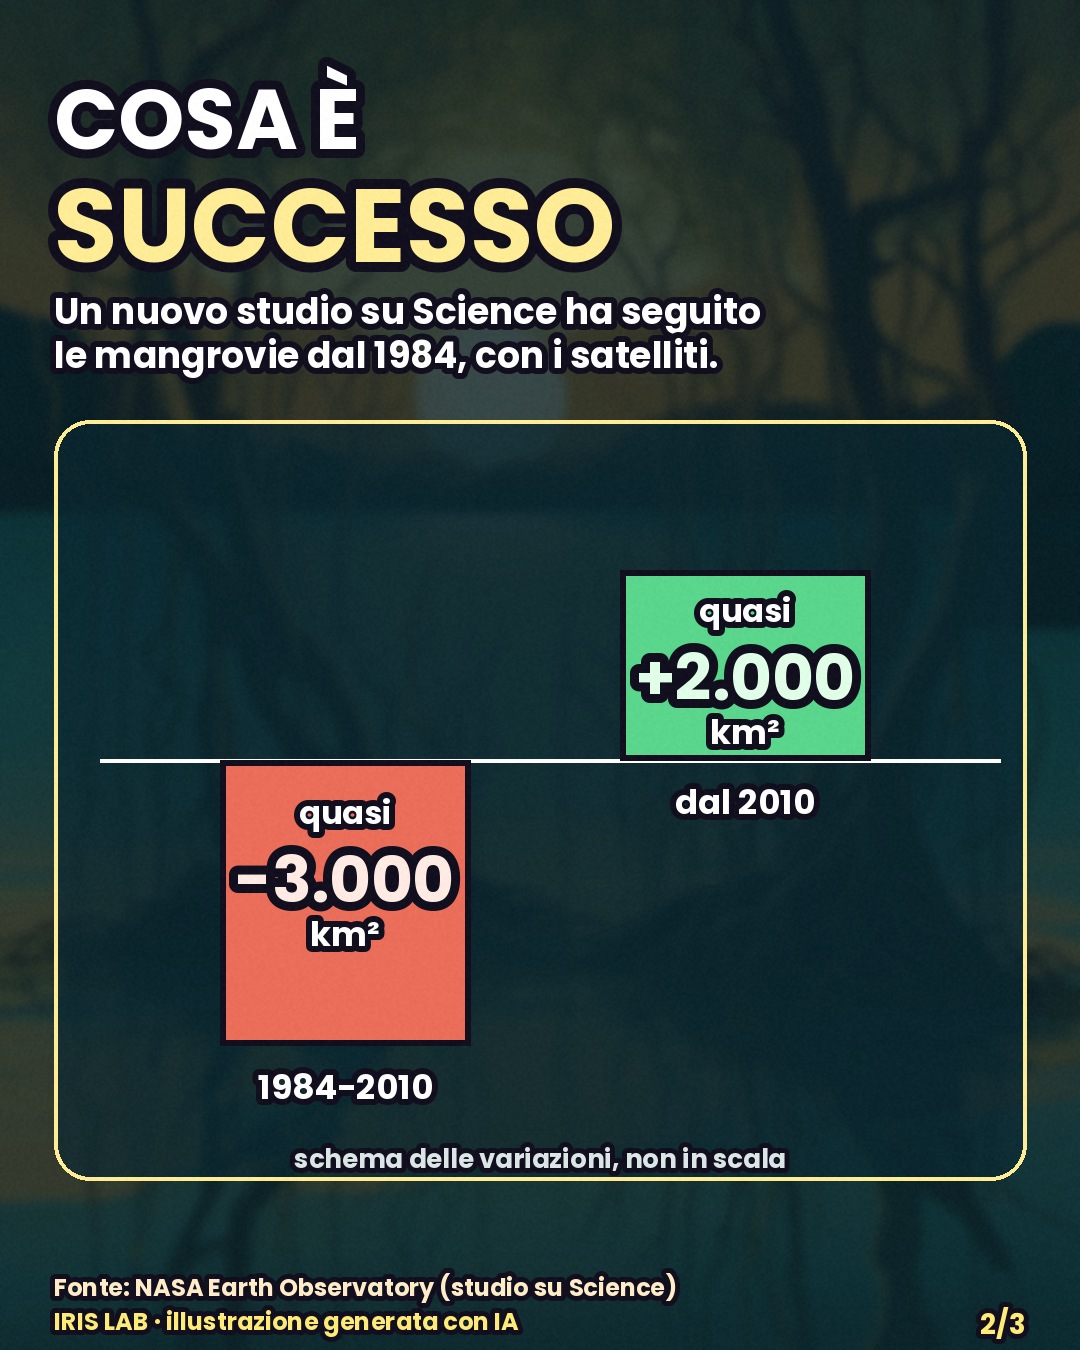 COSA È
SUCCESSO
Un nuovo studio su Science ha seguito
le mangrovie dal 1984, con i satelliti.
quasi
+2.000
km²
dal 2010
quasi
−3.000
km²
1984–2010
schema delle variazioni, non in scala
Fonte: NASA Earth Observatory (studio su Science)
IRIS LAB · illustrazione generata con IA
2/3